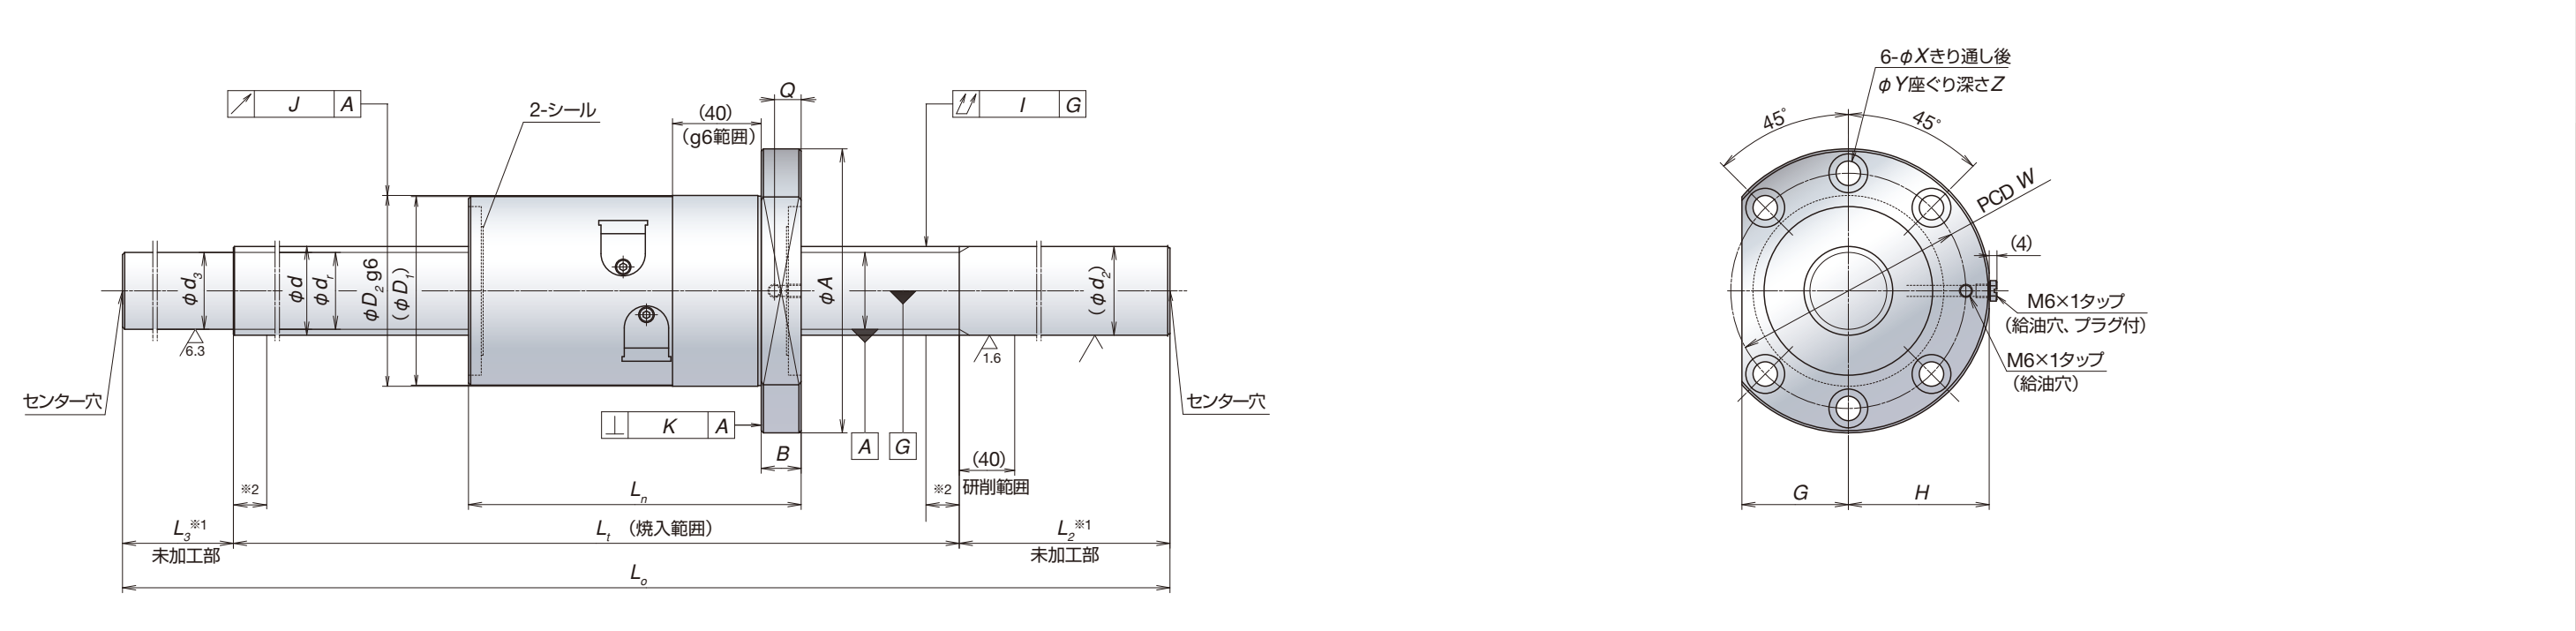 J A
2-シール
(40)
(g6範囲)
Q
I G
φd3
φd
φdr
φD2 g6
(φD1)
φA
(φd2)
6.3
1.6
センター穴
センター穴
⊥ K A
A
G
B
(40)
研削範囲
※2
※2
Ln
L3※1
未加工部
Lt (焼入範囲)
L2※1
未加工部
Lo
6-φXきり通し後
φY座ぐり深さZ
45°
45°
PCD W
(4)
M6×1タップ
(給油穴、プラグ付)
M6×1タップ
(給油穴)
G
H